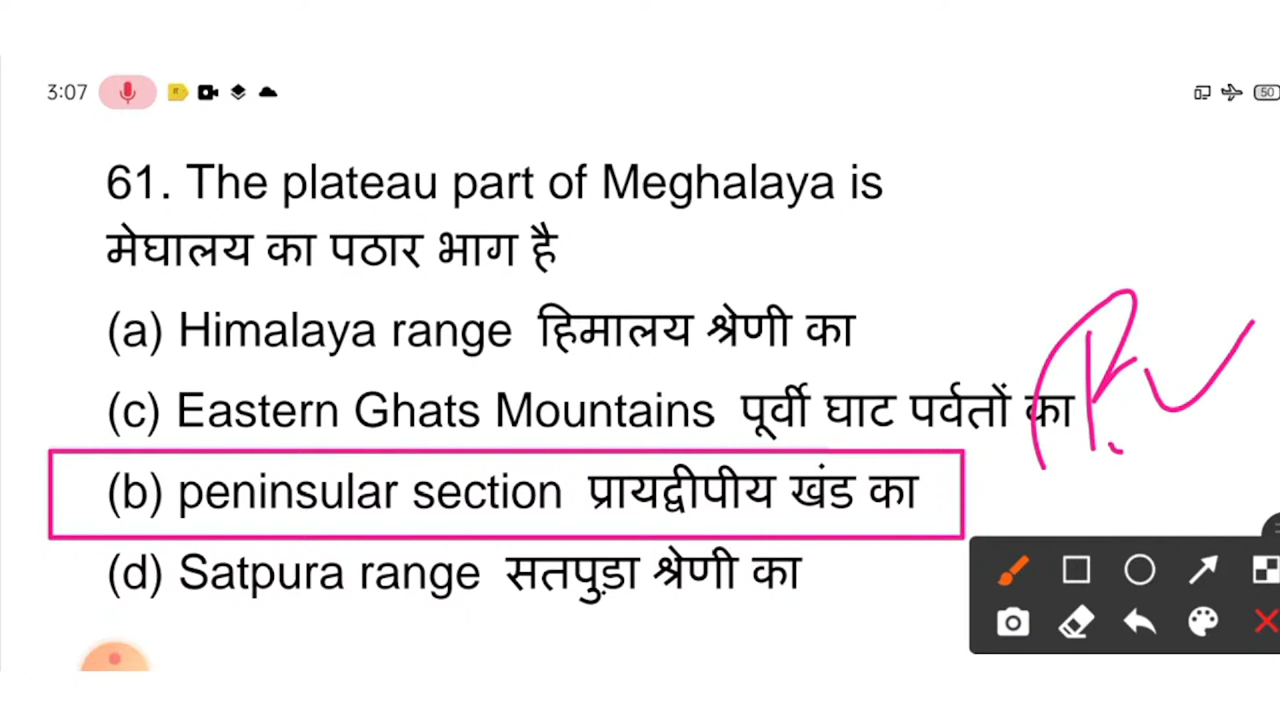 3:07
50
61. The plateau part of Meghalaya is
मेघालय का पठार भाग है
(a) Himalaya range हिमालय श्रेणी का
(c) Eastern Ghats Mountains पूर्वी घाट पर्वतों का
(b) peninsular section प्रायद्वीपीय खंड का
(d) Satpura range सतपुड़ा श्रेणी का